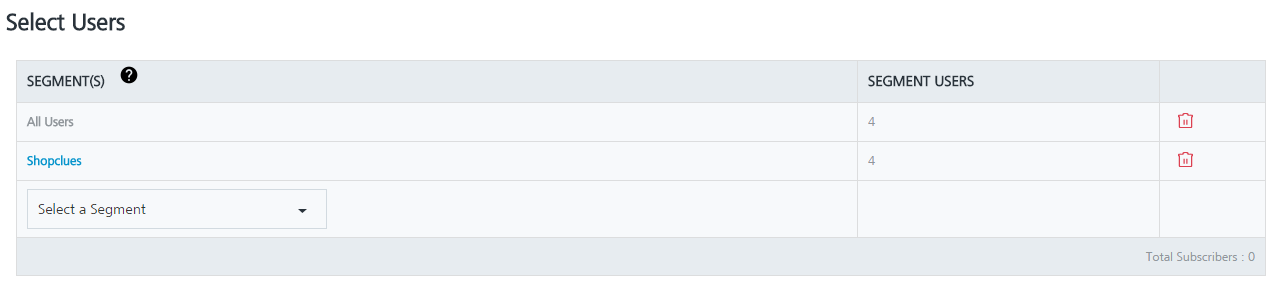 Select Users
SEGMENT(S) ?
SEGMENT USERS
All Users
4
Shopclues
4
Select a Segment
Total Subscribers : 0